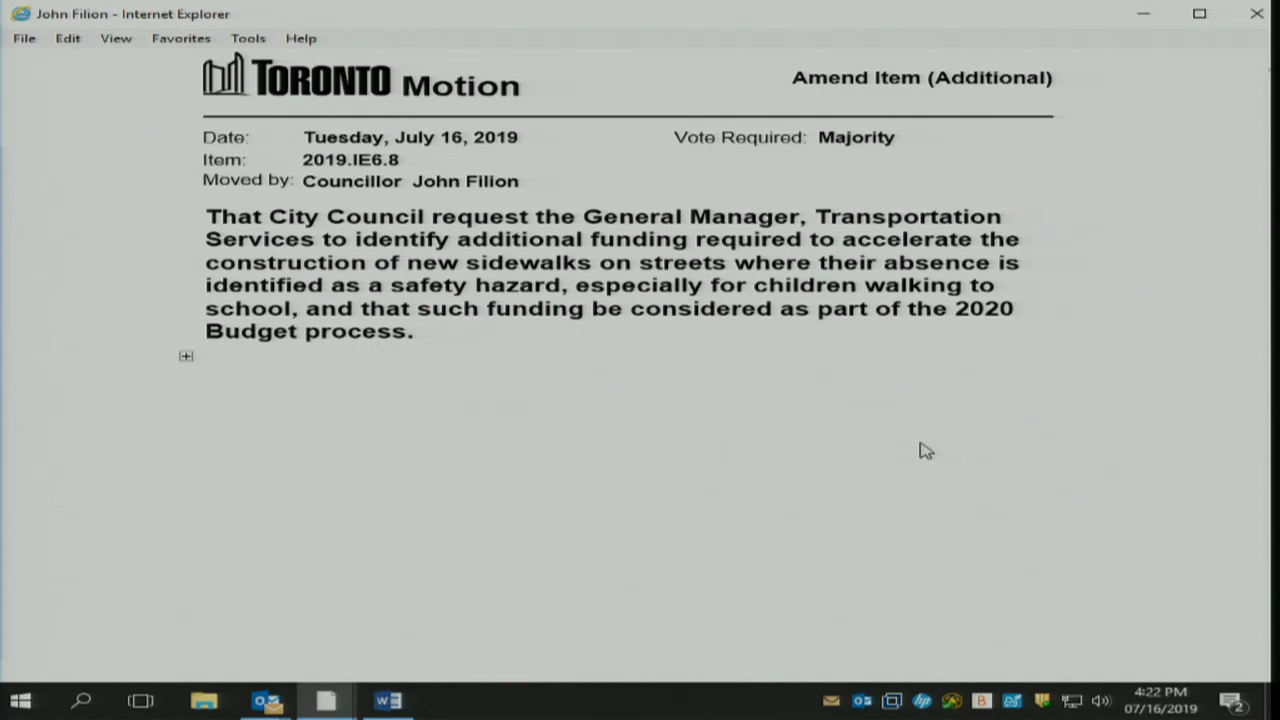 John Filion - Internet Explorer
File Edit View Favorites Tools Help
TORONTO Motion
Amend Item (Additional)
Date: Tuesday, July 16, 2019 Vote Required: Majority
Item: 2019.IE6.8
Moved by: Councillor John Filion
That City Council request the General Manager, Transportation
Services to identify additional funding required to accelerate the
construction of new sidewalks on streets where their absence is
identified as a safety hazard, especially for children walking to
school, and that such funding be considered as part of the 2020
Budget process.
4:22 PM
07/16/2019
2